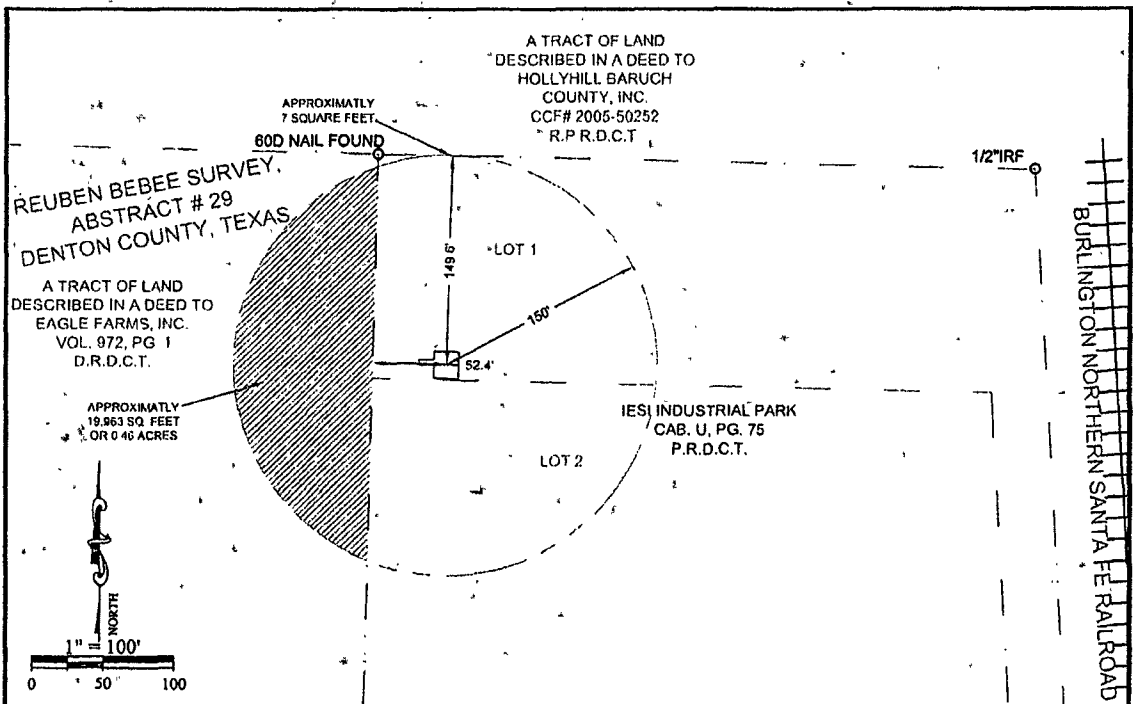 A TRACT OF LAND
DESCRIBED IN A DEED TO
HOLLYHILL BARUCH
COUNTY, INC.
CCF# 2005-50252
R.P R.D.C.T
APPROXIMATLY
7 SQUARE FEET
60D NAIL FOUND
1/2"IRF
REUBEN BEBEE SURVEY,
ABSTRACT # 29
DENTON COUNTY, TEXAS
A TRACT OF LAND
DESCRIBED IN A DEED TO
EAGLE FARMS, INC.
VOL. 972, PG 1
D.R.D.C.T.
LOT 1
149 6'
150'
52.4'
APPROXIMATLY
19,963 SQ. FEET
OR 0 46 ACRES
IESI INDUSTRIAL PARK
CAB. U, PG. 75
P.R.D.C.T.
LOT 2
BURLINGTON NORTHERN SANTA FE RAILROAD
NORTH
1" = 100'
0 50 100